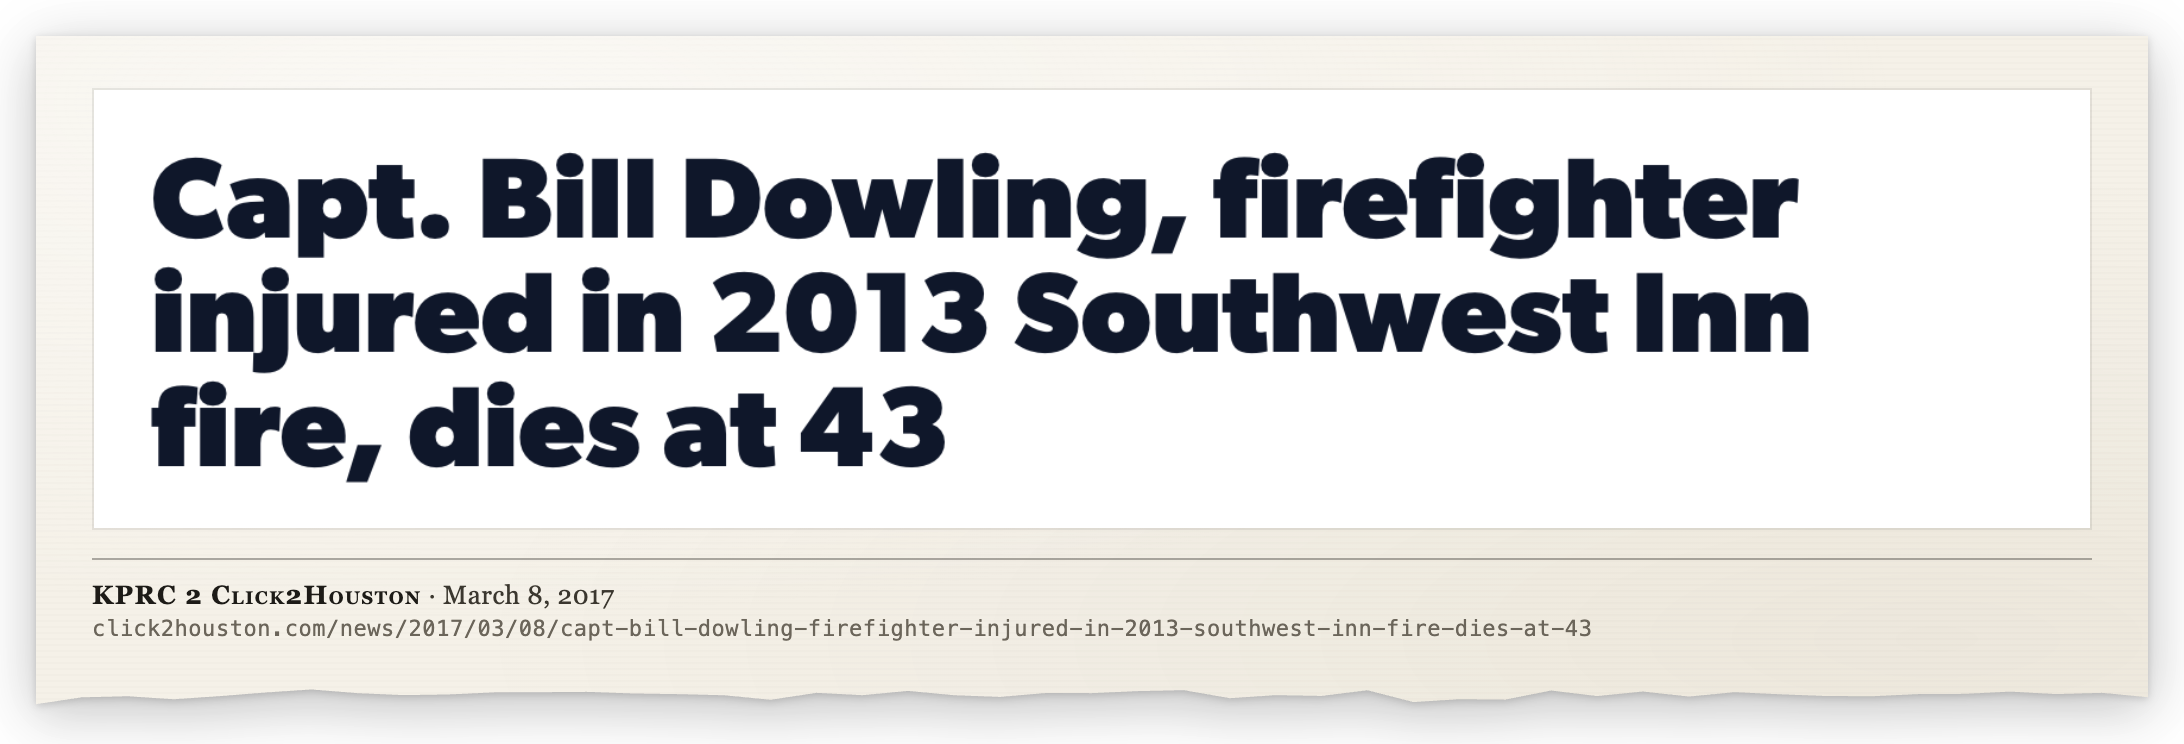 Capt. Bill Dowling, firefighter
injured in 2013 Southwest Inn
fire, dies at 43
KPRC 2 Click2Houston · March 8, 2017
click2houston.com/news/2017/03/08/capt-bill-dowling-firefighter-injured-in-2013-southwest-inn-fire-dies-at-43